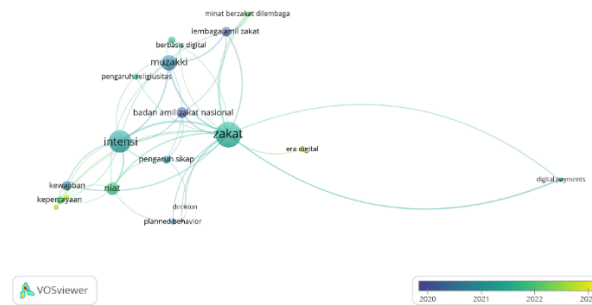 minat berzakat dilembaga
lembaga amil zakat
berbasis digital
muzakki
pengaruh religiusitas
badan amil zakat nasional
zakat
intensi
era digital
pengaruh sikap
digital payments
kewajiban
niat
kepercayaan
decision
planned behavior
VOSviewer
2020 2021 2022